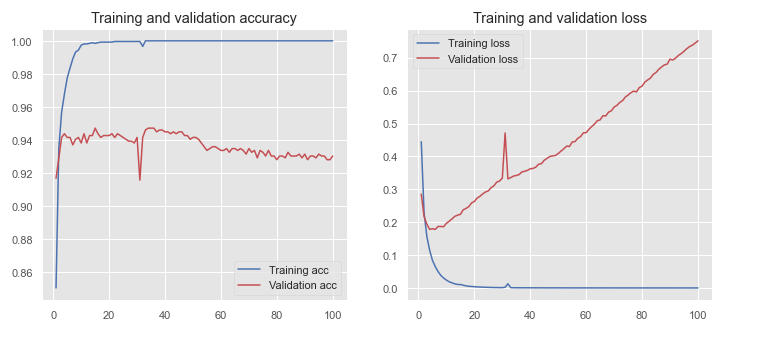 Training and validation accuracy
1.00
0.98
0.96
0.94
0.92
0.90
0.88
0.86
Training acc
Validation acc
0 20 40 60 80 100
Training and validation loss
Training loss
Validation loss
0.7
0.6
0.5
0.4
0.3
0.2
0.1
0.0
0 20 40 60 80 100